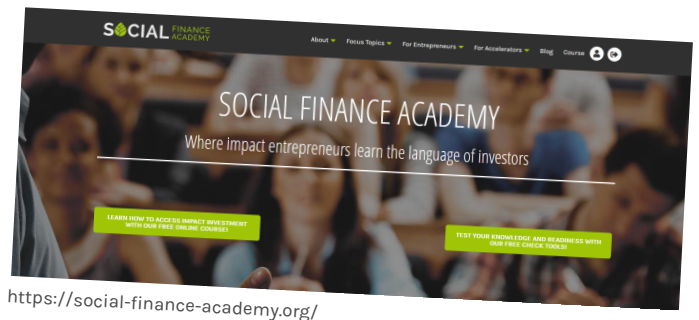 SOCIAL FINANCE ACADEMY
About For Focus Topics For Entrepreneurs For Accelerators Blog Course
SOCIAL FINANCE ACADEMY
Where impact entrepreneurs learn the language of investors
LEARN HOW TO ACCESS IMPACT INVESTMENT
WITH OUR FREE ONLINE COURSE!
TEST YOUR KNOWLEDGE AND READINESS WITH
OUR FREE CHECK TOOLS!
https://social-finance-academy.org/